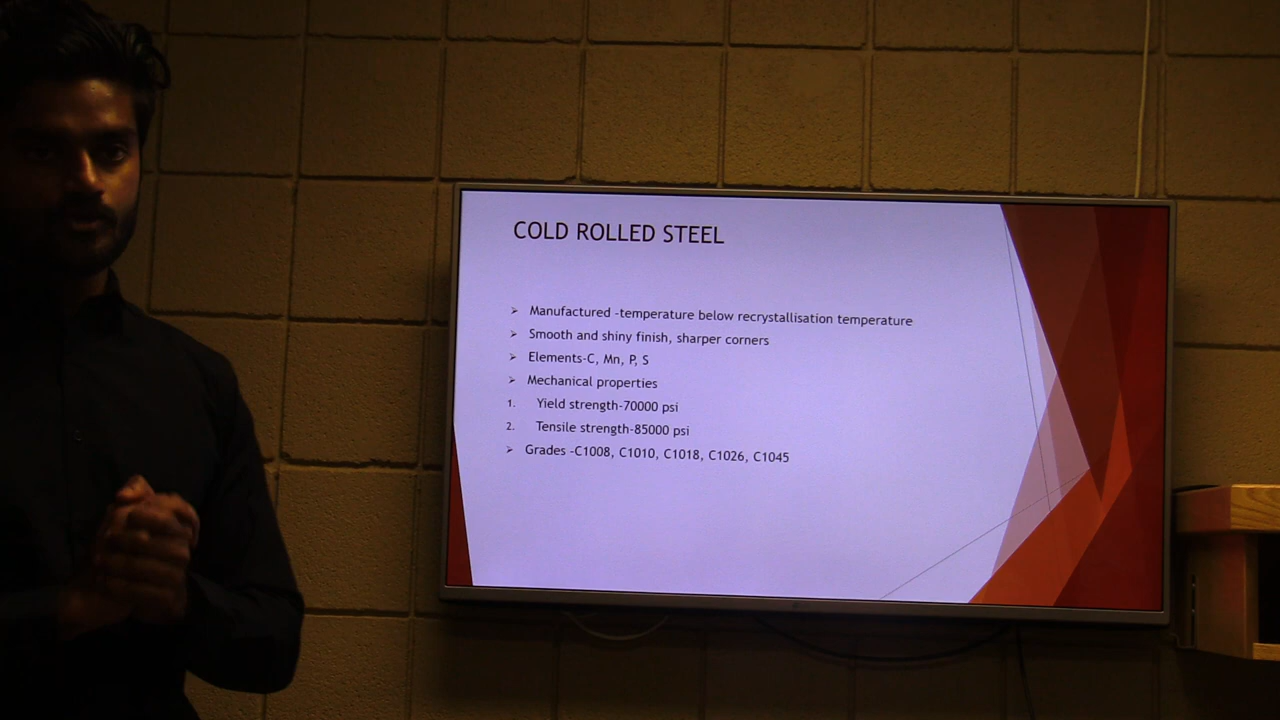 COLD ROLLED STEEL
➢ Manufactured -temperature below recrystallisation temperature
➢ Smooth and shiny finish, sharper corners
➢ Elements-C, Mn, P, S
➢ Mechanical properties
1. Yield strength-70000 psi
2. Tensile strength-85000 psi
➢ Grades -C1008, C1010, C1018, C1026, C1045